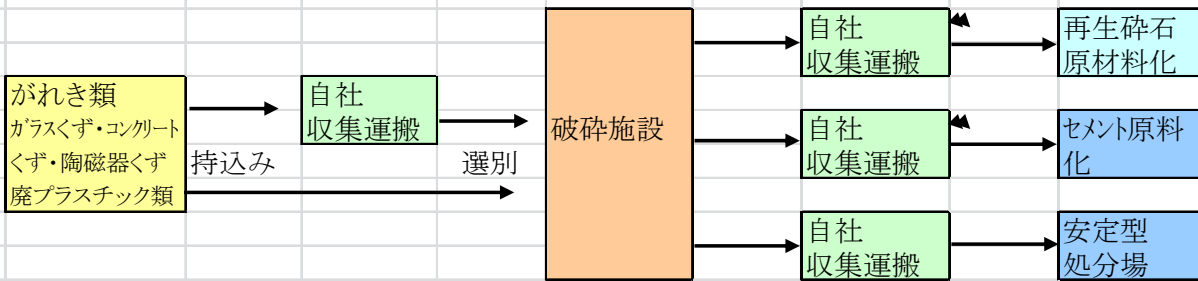 がれき類
ガラスくず・コンクリート
くず・陶磁器くず
廃プラスチック類
持込み
自社
収集運搬
選別
破砕施設
自社
収集運搬
再生砕石
原材料化
自社
収集運搬
セメント原料
化
自社
収集運搬
安定型
処分場